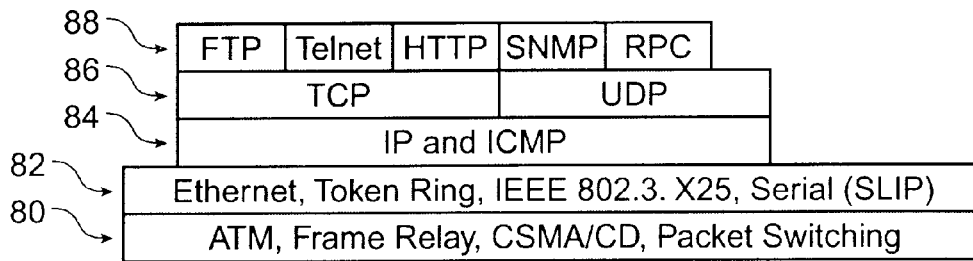 88 FTP Telnet HTTP SNMP RPC
86 TCP UDP
84 IP and ICMP
82 Ethernet, Token Ring, IEEE 802.3. X25, Serial (SLIP)
80 ATM, Frame Relay, CSMA/CD, Packet Switching